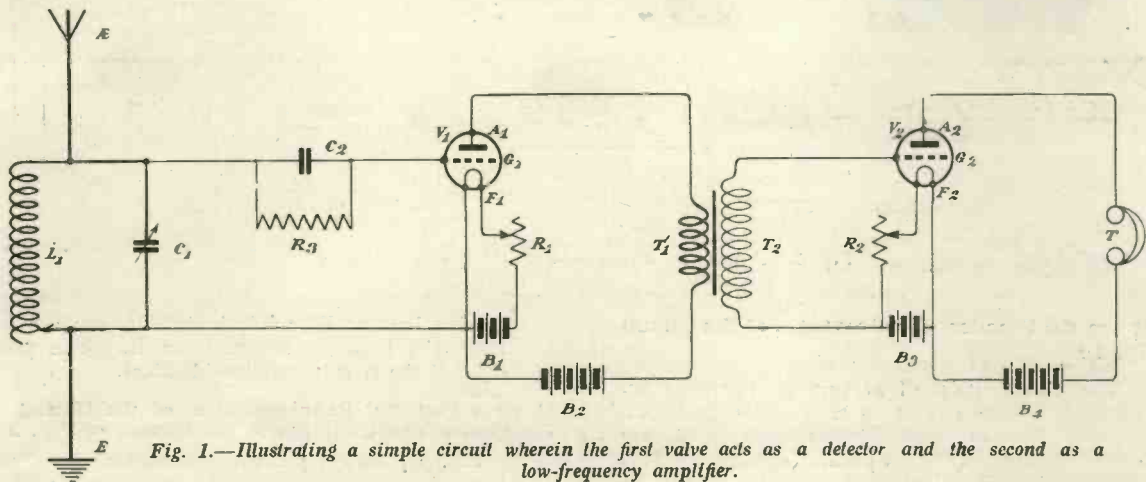 Æ
C2
V1 A1
G1
F1
R3
L1
C1
R1
T'1
T2
B1
B2
V2 A2
G2
F2
R2
T
B3
B4
E
Fig. 1.—Illustrating a simple circuit wherein the first valve acts as a detector and the second as a
low-frequency amplifier.